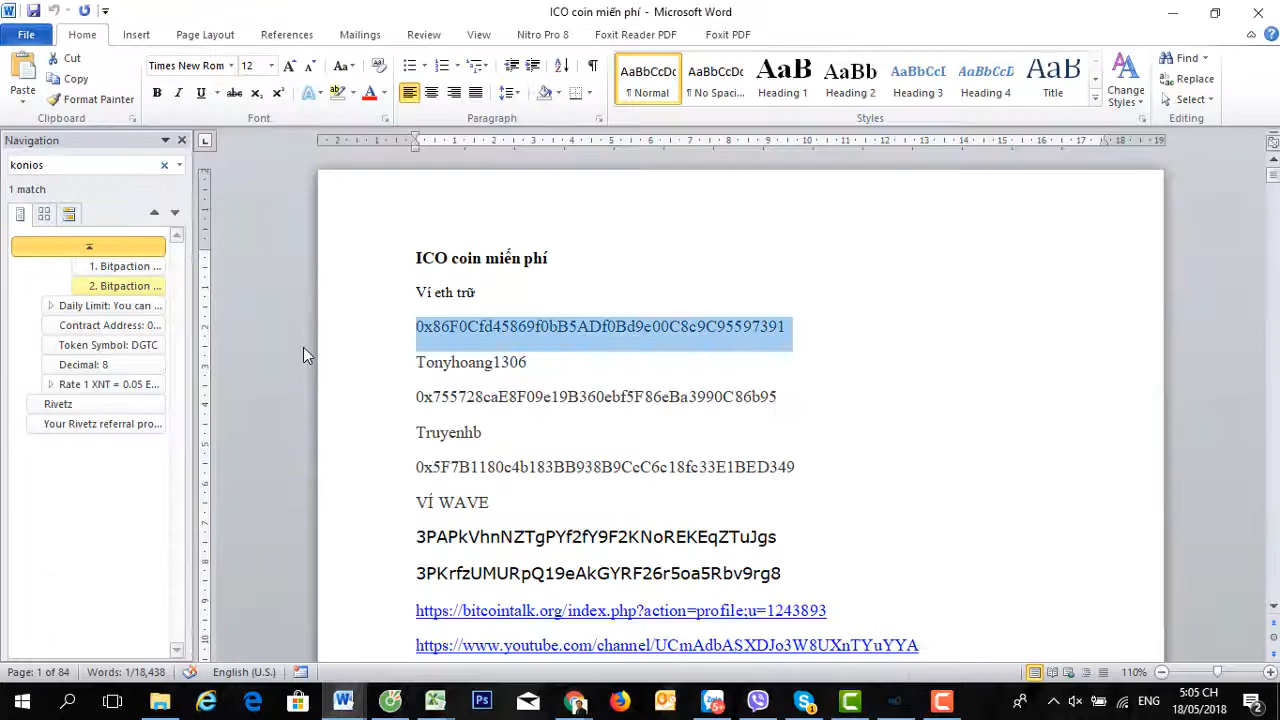 ICO coin miến phí - Microsoft Word
File Home Insert Page Layout References Mailings Review View Nitro Pro 8 Foxit Reader PDF Foxit PDF
Paste
Cut
Copy
Format Painter
Clipboard
Times New Rom 12
Font
Paragraph
AaBbCcDc AaBbCcDc AaB AaBbC AaBbCcI AaBbCcD AaB
¶ Normal ¶ No Spaci... Heading 1 Heading 2 Heading 3 Heading 4 Title
Change Styles
Styles
Find
Replace
Select
Editing
Navigation
konios
1 match
1. Bitpaction ...
2. Bitpaction ...
Daily Limit: You can ...
Contract Address: 0...
Token Symbol: DGTC
Decimal: 8
Rate 1 XNT = 0.05 E...
Rivetz
Your Rivetz referral pro...
ICO coin miến phí
Ví eth trữ
0x86F0Cfd45869f0bB5ADf0Bd9e00C8c9C95597391
Tonyhoang1306
0x755728caE8F09e19B360ebf5F86eBa3990C86b95
Truyenhb
0x5F7B1180c4b183BB938B9CcC6c18fc33E1BED349
VÍ WAVE
3PAPkVhnNZTgPYf2fY9F2KNoREKEqZTuJgs
3PKrfzUMURpQ19eAkGYRF26r5oa5Rbv9rg8
https://bitcointalk.org/index.php?action=profile;u=1243893
https://www.youtube.com/channel/UCmAdbASXDJo3W8UXnTYuYYA
Page: 1 of 84 Words: 1/18,438 English (U.S.) 110%
ENG
5:05 CH
18/05/2018